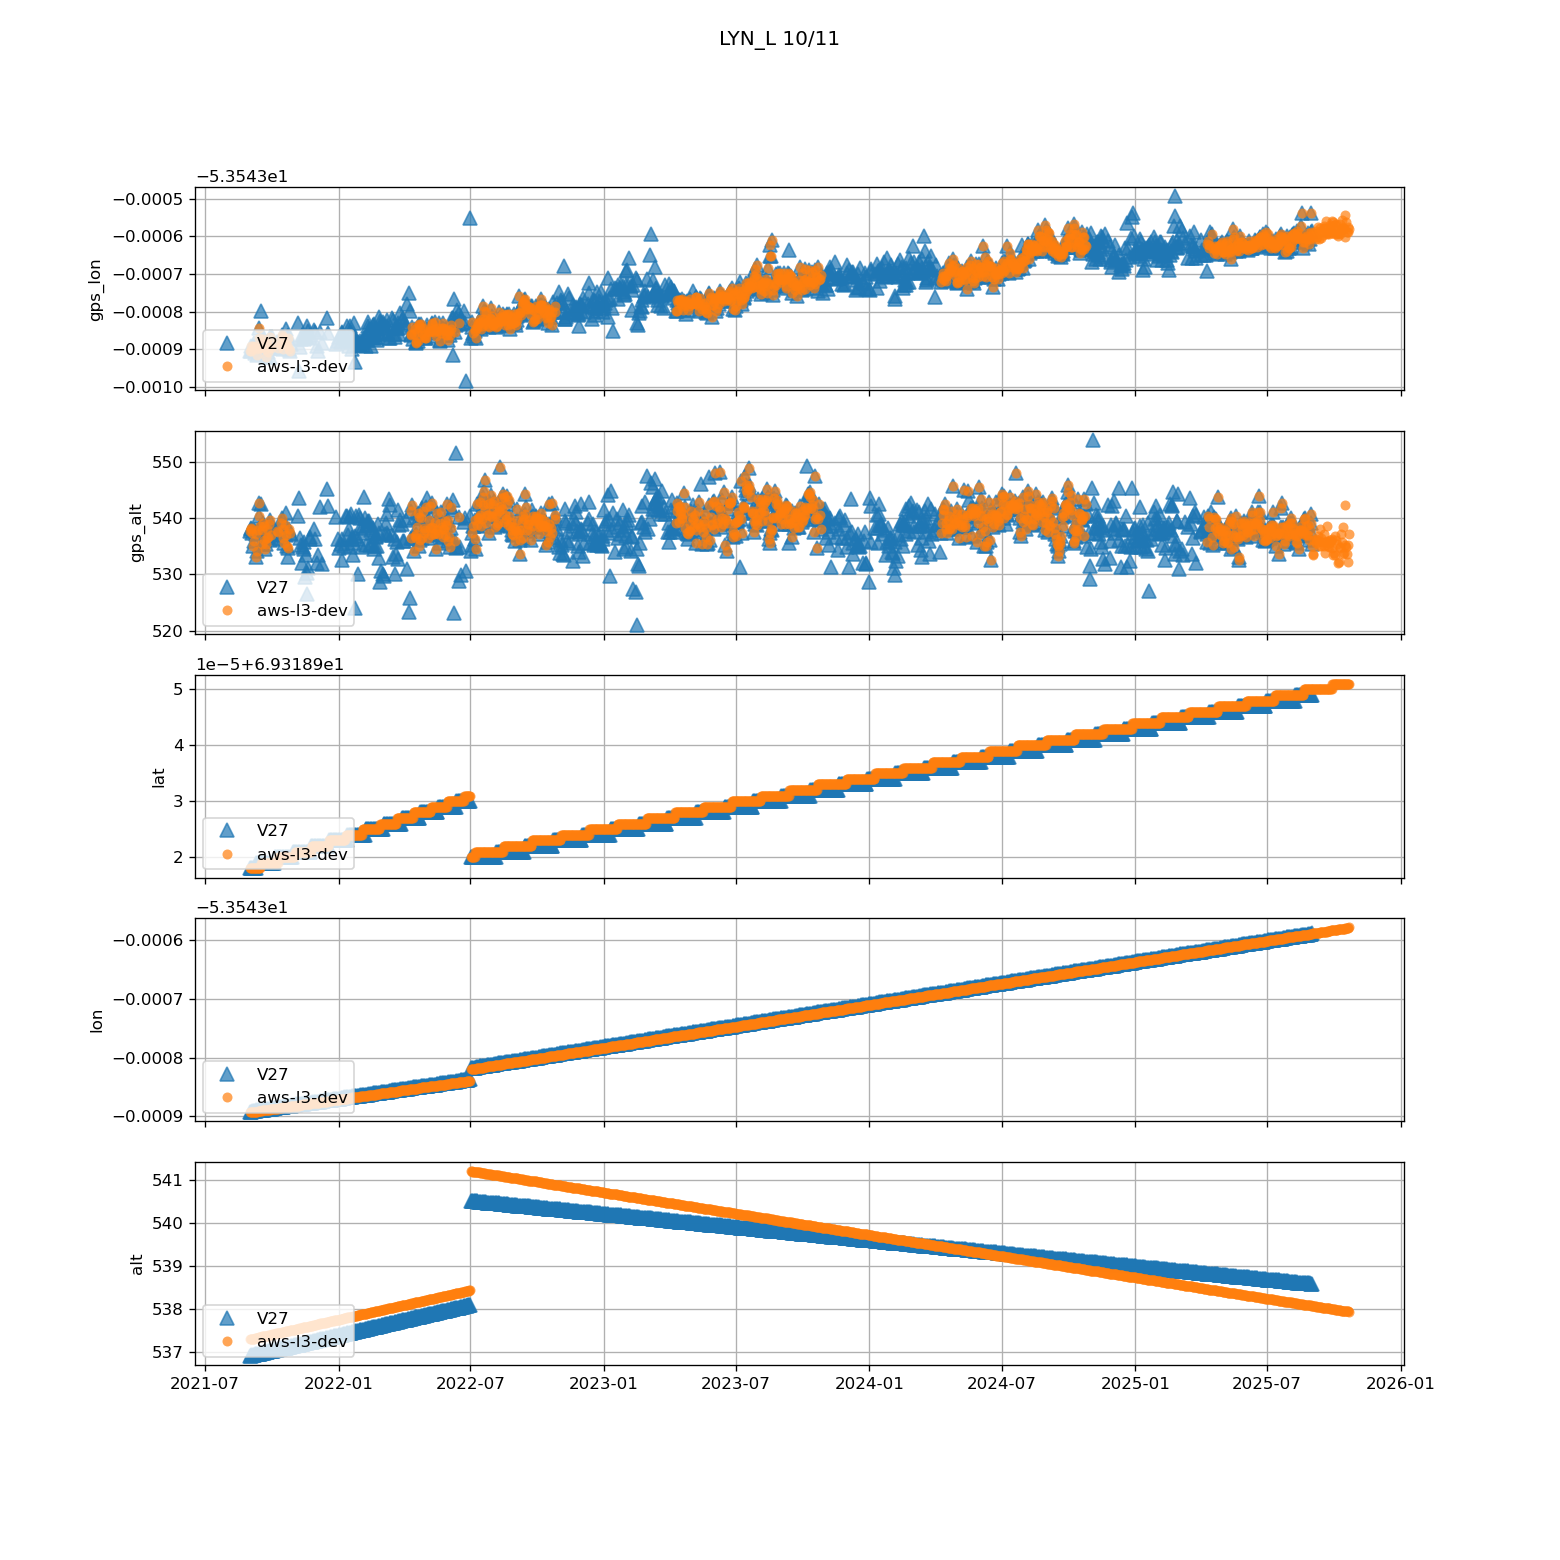 LYN_L 10/11
−5.3543e1
−0.0005
−0.0006
−0.0007
−0.0008
−0.0009
−0.0010
gps_lon
V27
aws-l3-dev
550
540
530
520
gps_alt
V27
aws-l3-dev
1e−5+6.93189e1
5
4
3
2
lat
V27
aws-l3-dev
−5.3543e1
−0.0006
−0.0007
−0.0008
−0.0009
lon
V27
aws-l3-dev
541
540
539
538
537
alt
V27
aws-l3-dev
2021-07 2022-01 2022-07 2023-01 2023-07 2024-01 2024-07 2025-01 2025-07 2026-01